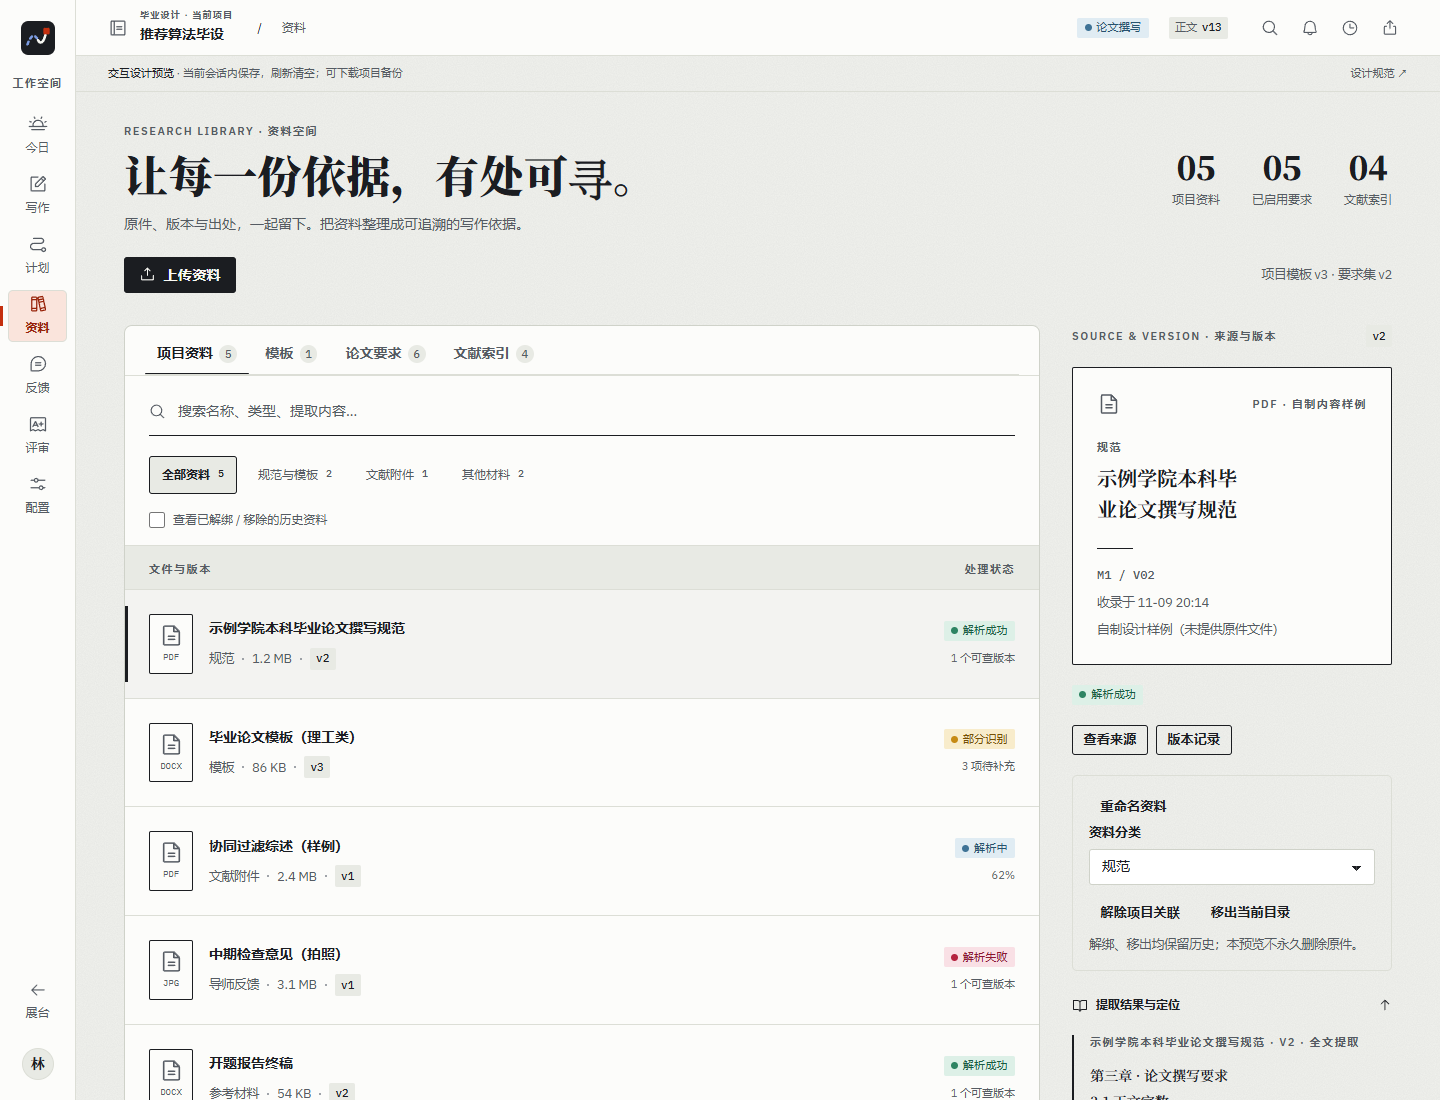 工作空间
今日
写作
计划
资料
反馈
评审
配置
展台
林
毕业设计 · 当前项目
推荐算法毕设
/
资料
论文撰写
正文 v13
交互设计预览 · 当前会话内保存，刷新清空；可下载项目备份
设计规范 ↗
RESEARCH LIBRARY · 资料空间
让每一份依据，有处可寻。
原件、版本与出处，一起留下。把资料整理成可追溯的写作依据。
05
项目资料
05
已启用要求
04
文献索引
上传资料
项目模板 v3 · 要求集 v2
项目资料 5
模板 1
论文要求 6
文献索引 4
搜索名称、类型、提取内容...
全部资料 5
规范与模板 2
文献附件 1
其他材料 2
查看已解绑 / 移除的历史资料
文件与版本
处理状态
PDF
示例学院本科毕业论文撰写规范
规范 · 1.2 MB · v2
解析成功
1 个可查版本
DOCX
毕业论文模板（理工类）
模板 · 86 KB · v3
部分识别
3 项待补充
PDF
协同过滤综述（样例）
文献附件 · 2.4 MB · v1
解析中
62%
JPG
中期检查意见（拍照）
导师反馈 · 3.1 MB · v1
解析失败
1 个可查版本
DOCX
开题报告终稿
参考材料 · 54 KB · v2
解析成功
1 个可查版本
SOURCE & VERSION · 来源与版本
v2
PDF · 自制内容样例
规范
示例学院本科毕
业论文撰写规范
M1 / V02
收录于 11-09 20:14
自制设计样例（未提供原件文件）
解析成功
查看来源
版本记录
重命名资料
资料分类
规范
解除项目关联
移出当前目录
解绑、移出均保留历史；本预览不永久删除原件。
提取结果与定位
示例学院本科毕业论文撰写规范 · V2 · 全文提取
第三章 · 论文撰写要求
3.1 正文字数